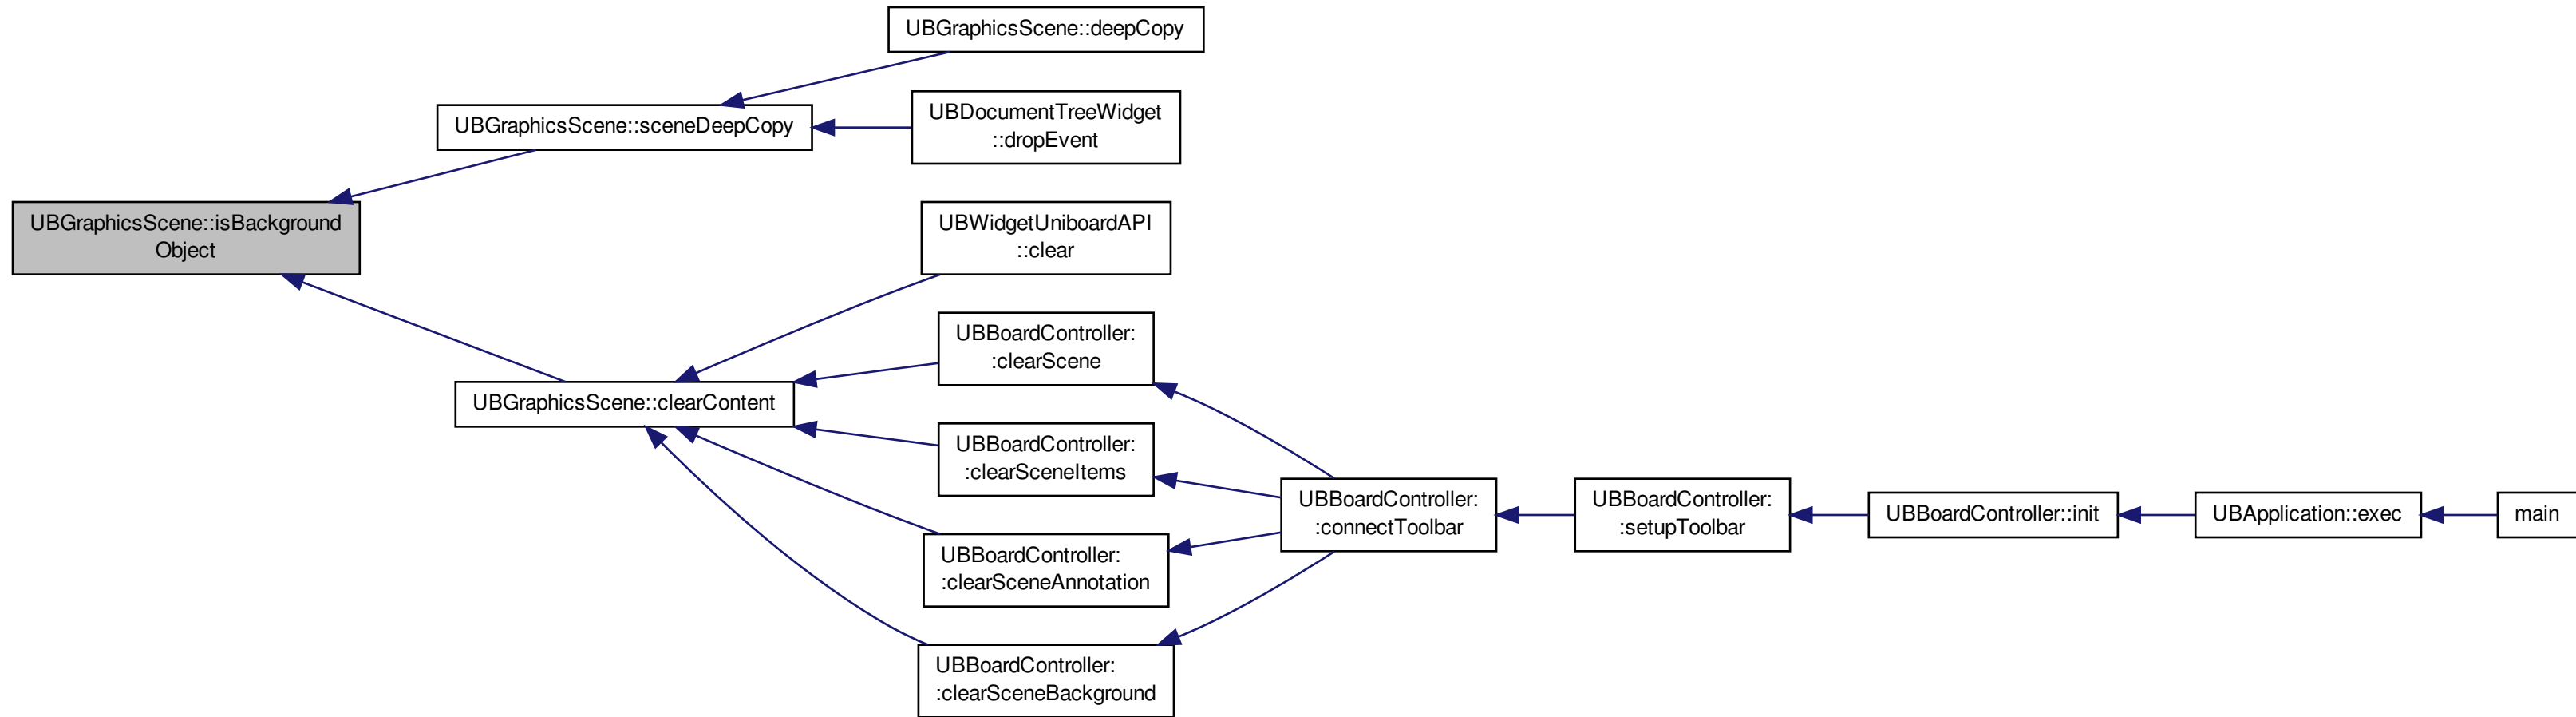 UBGraphicsScene::deepCopy
UBGraphicsScene::sceneDeepCopy
UBDocumentTreeWidget
::dropEvent
UBGraphicsScene::isBackground
Object
UBWidgetUniboardAPI
::clear
UBBoardController:
:clearScene
UBGraphicsScene::clearContent
UBBoardController:
:clearSceneItems
UBBoardController:
:connectToolbar
UBBoardController:
:setupToolbar
UBBoardController::init
UBApplication::exec
main
UBBoardController:
:clearSceneAnnotation
UBBoardController:
:clearSceneBackground